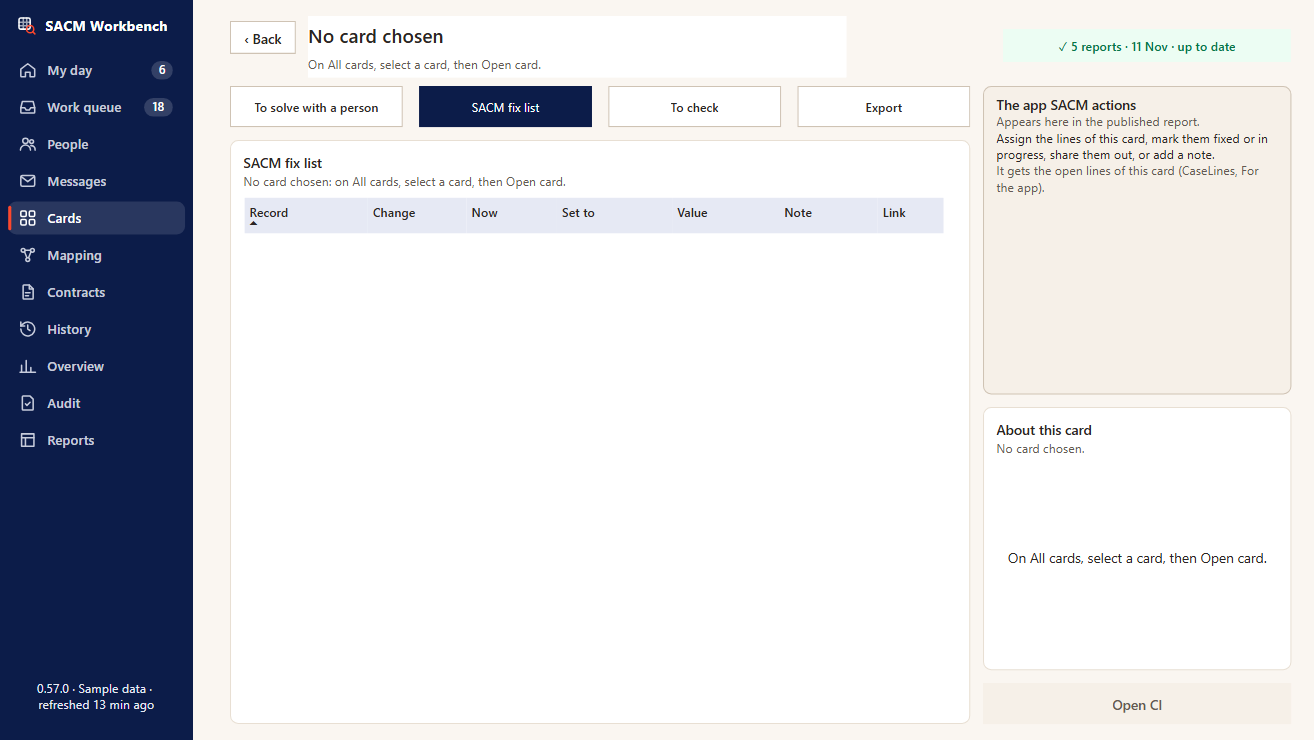 SACM Workbench
My day 6
Work queue 18
People
Messages
Cards
Mapping
Contracts
History
Overview
Audit
Reports
0.57.0 · Sample data ·
refreshed 13 min ago
‹ Back
No card chosen
On All cards, select a card, then Open card.
✓ 5 reports · 11 Nov · up to date
To solve with a person
SACM fix list
To check
Export
SACM fix list
No card chosen: on All cards, select a card, then Open card.
Record Change Now Set to Value Note Link
The app SACM actions
Appears here in the published report.
Assign the lines of this card, mark them fixed or in
progress, share them out, or add a note.
It gets the open lines of this card (CaseLines, For
the app).
About this card
No card chosen.
On All cards, select a card, then Open card.
Open CI